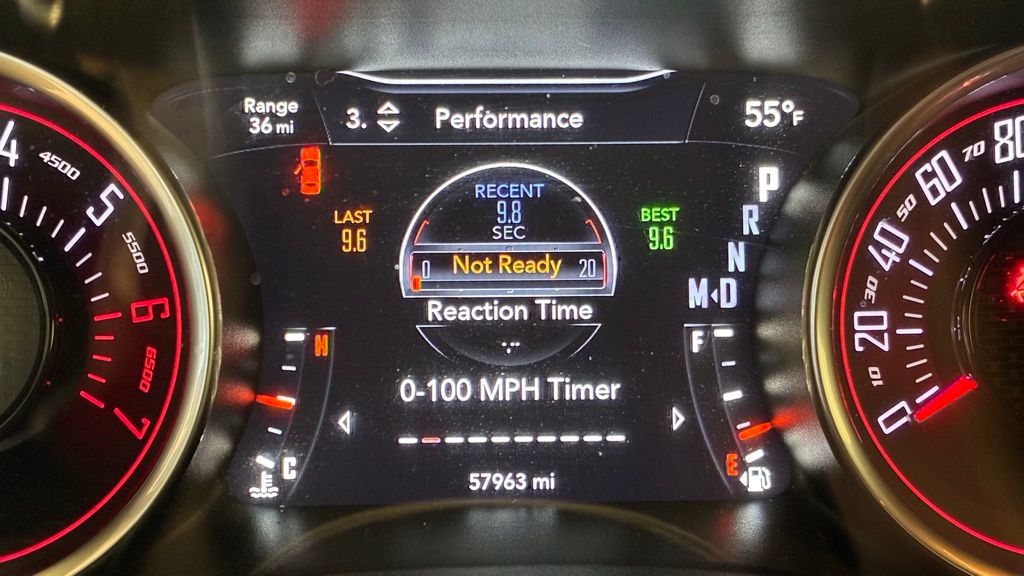 Range
36 mi
3.
Performance
55°F
RECENT
9.8
SEC
LAST
9.6
BEST
9.6
0
Not Ready
20
Reaction Time
0-100 MPH Timer
57963 mi
P
R
N
M◂D
H
C
F
E
4
4500
5
5500
6
6500
7
0
10
20
30
40
50
60
70
80